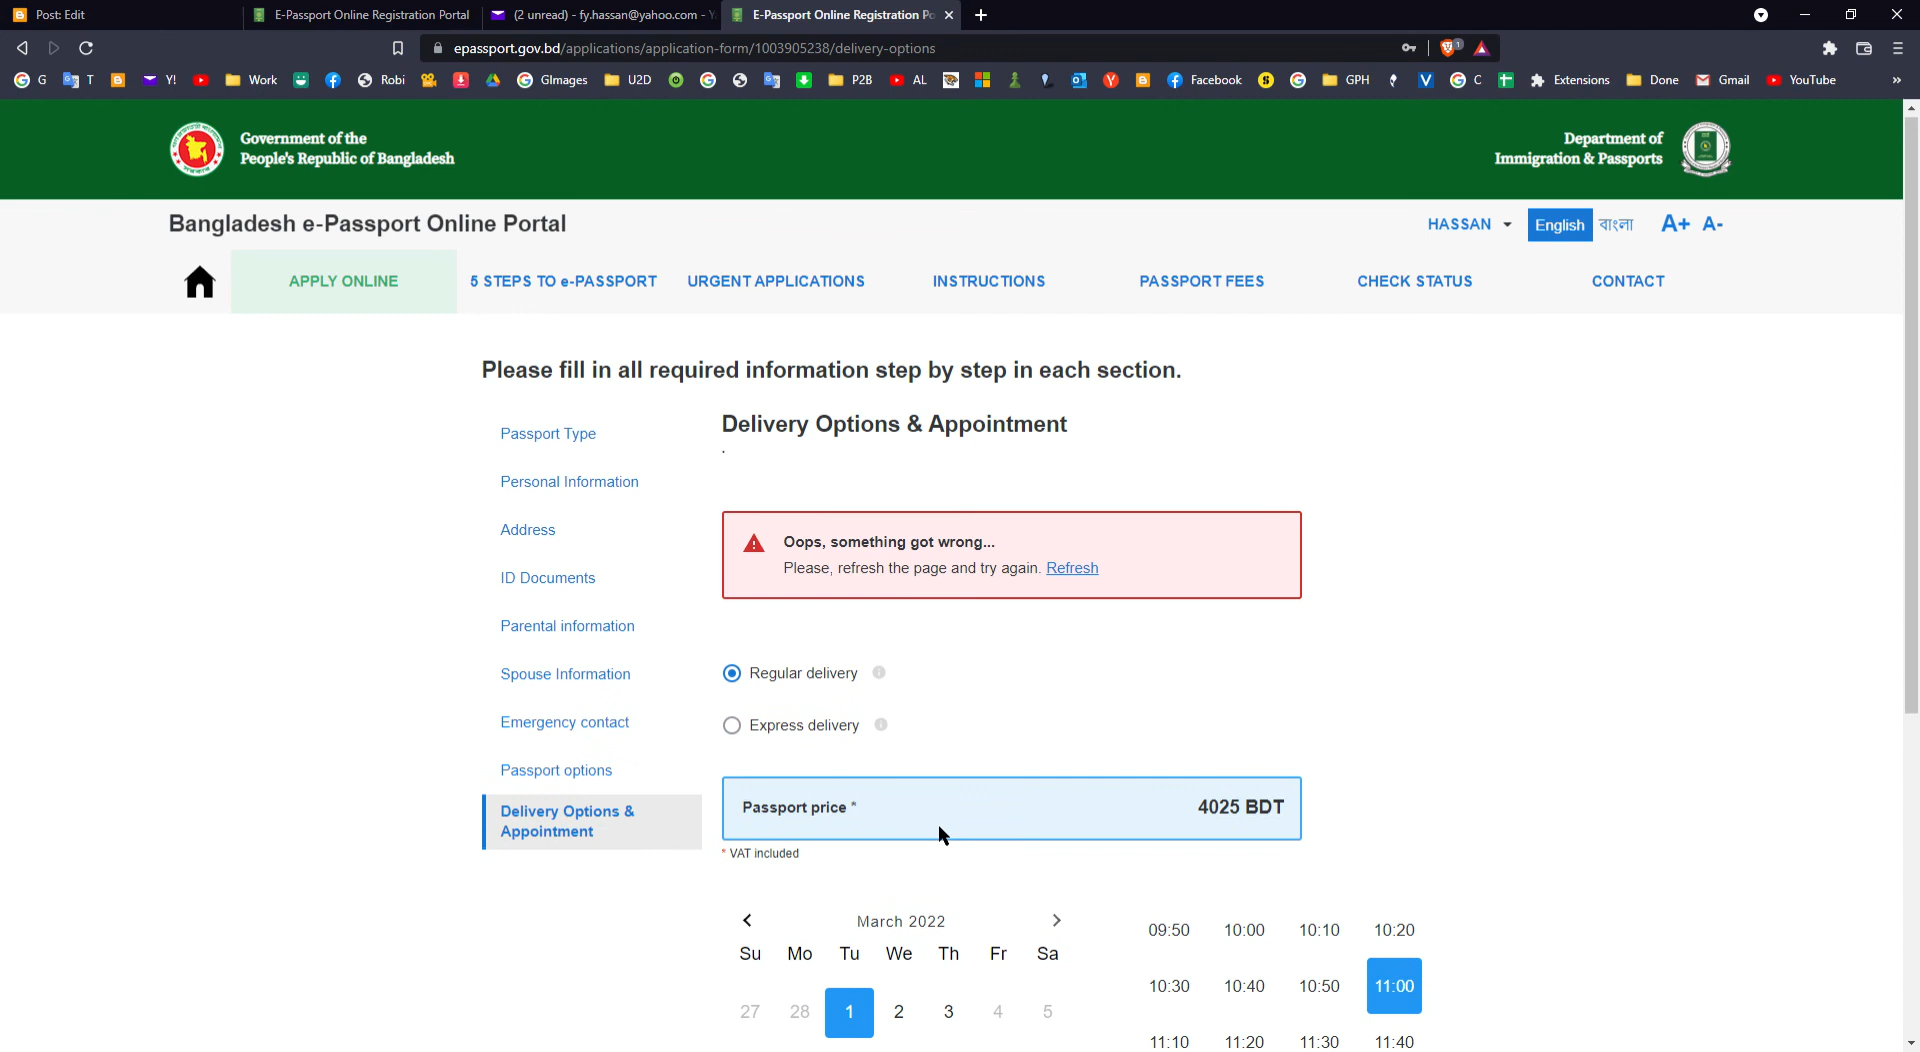 Post: Edit
E-Passport Online Registration Portal
(2 unread) - fy.hassan@yahoo.com - Y
E-Passport Online Registration Po
epassport.gov.bd/applications/application-form/1003905238/delivery-options
G T Y! Work Robi GImages U2D P2B AL Facebook GPH C Extensions Done Gmail YouTube »
Government of the
People's Republic of Bangladesh
Department of
Immigration & Passports
Bangladesh e-Passport Online Portal
HASSAN English বাংলা A+ A-
APPLY ONLINE 5 STEPS TO e-PASSPORT URGENT APPLICATIONS INSTRUCTIONS PASSPORT FEES CHECK STATUS CONTACT
Please fill in all required information step by step in each section.
Passport Type
Personal Information
Address
ID Documents
Parental information
Spouse Information
Emergency contact
Passport options
Delivery Options &
Appointment
Delivery Options & Appointment
.
Oops, something got wrong...
Please, refresh the page and try again. Refresh
Regular delivery
Express delivery
Passport price * 4025 BDT
* VAT included
March 2022
Su Mo Tu We Th Fr Sa
27 28 1 2 3 4 5
09:50 10:00 10:10 10:20
10:30 10:40 10:50 11:00
11:10 11:20 11:30 11:40